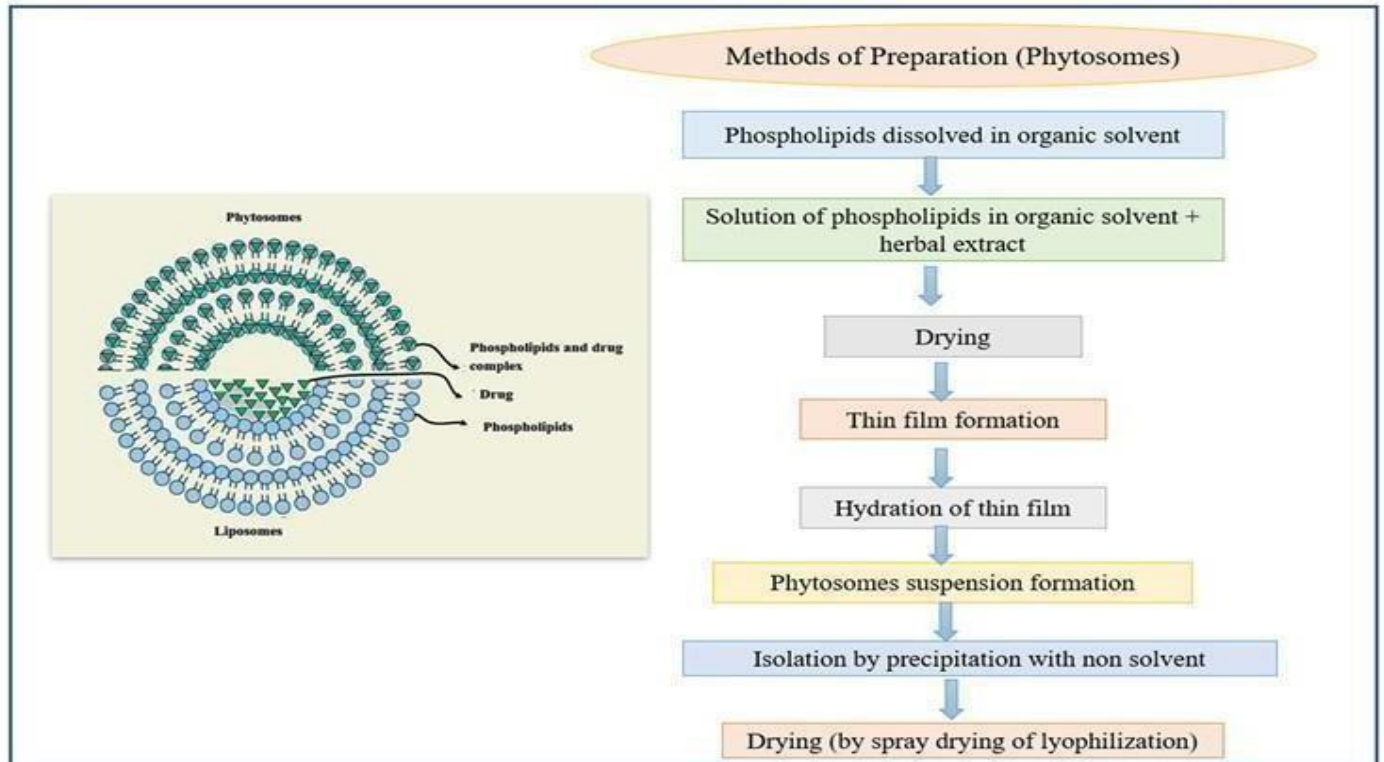 Methods of Preparation (Phytosomes)
Phospholipids dissolved in organic solvent
Solution of phospholipids in organic solvent +
herbal extract
Drying
Thin film formation
Hydration of thin film
Phytosomes suspension formation
Isolation by precipitation with non solvent
Drying (by spray drying of lyophilization)
Phytosomes
Phospholipids and drug
complex
Drug
Phospholipids
Liposomes